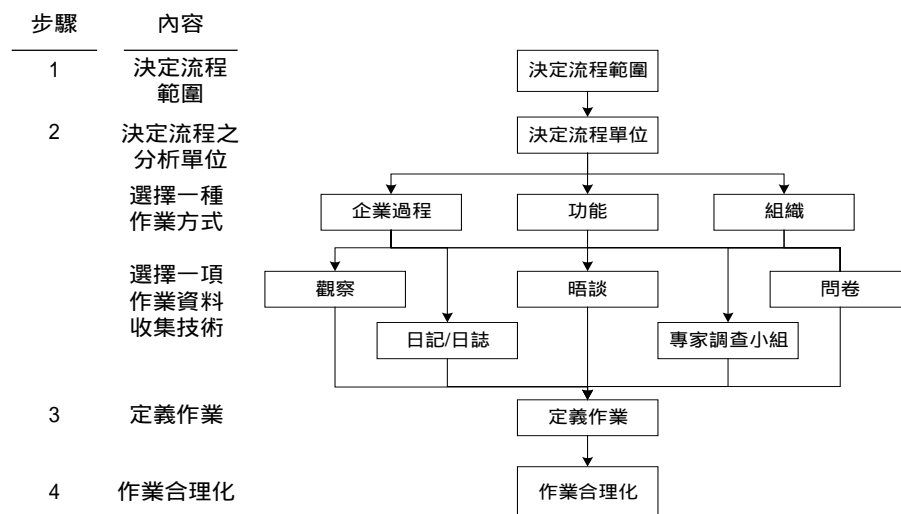 步驟
內容
1
決定流程
範圍
決定流程範圍
2
決定流程之
分析單位
決定流程單位
選擇一種
作業方式
企業過程
功能
組織
選擇一項
作業資料
收集技術
觀察
晤談
問卷
日記/日誌
專家調查小組
3
定義作業
定義作業
4
作業合理化
作業合理化